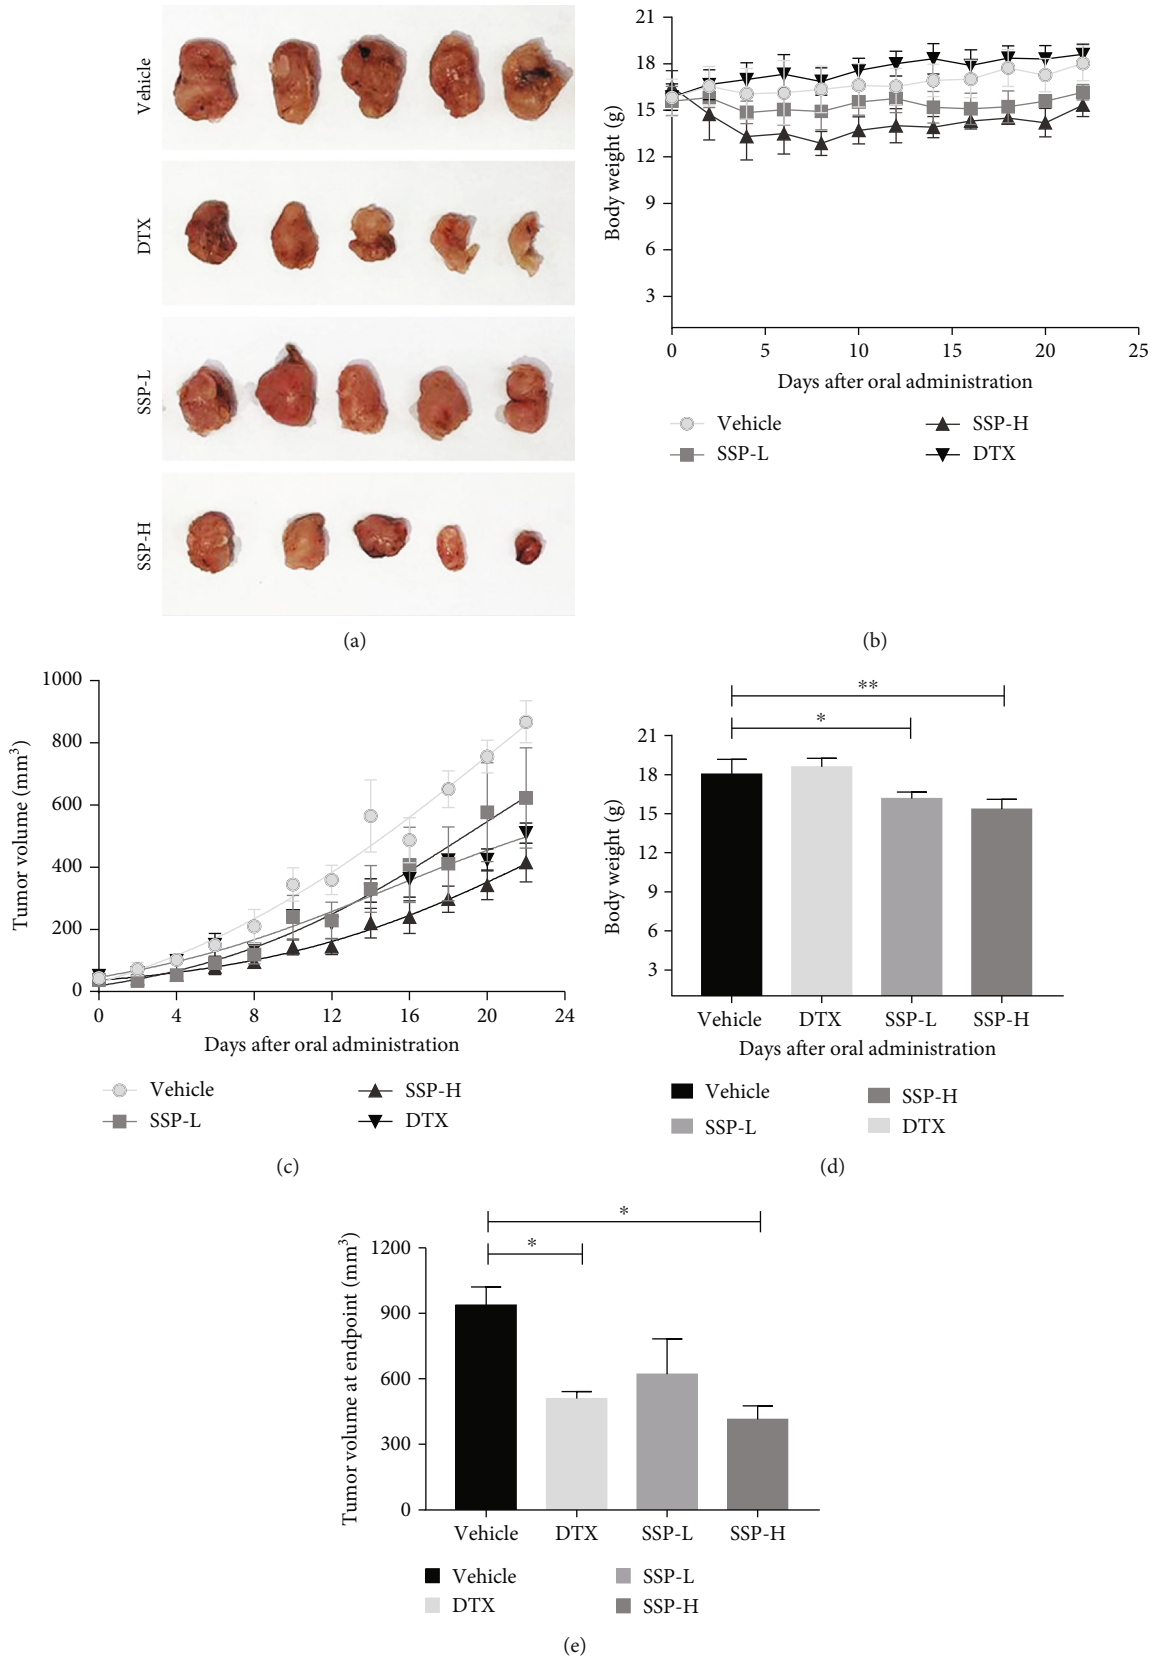 Vehicle
DTX
SSP-L
SSP-H
(a)
21
18
15
12
9
6
3
Body weight (g)
0 5 10 15 20 25
Days after oral administration
Vehicle SSP-H
SSP-L DTX
(b)
1000
800
600
400
200
0
Tumor volume (mm³)
0 4 8 12 16 20 24
Days after oral administration
Vehicle SSP-H
SSP-L DTX
(c)
**
*
21
18
15
12
9
6
3
Body weight (g)
Vehicle DTX SSP-L SSP-H
Days after oral administration
Vehicle SSP-H
SSP-L DTX
(d)
*
*
1200
900
600
300
0
Tumor volume at endpoint (mm³)
Vehicle DTX SSP-L SSP-H
Vehicle SSP-L
DTX SSP-H
(e)